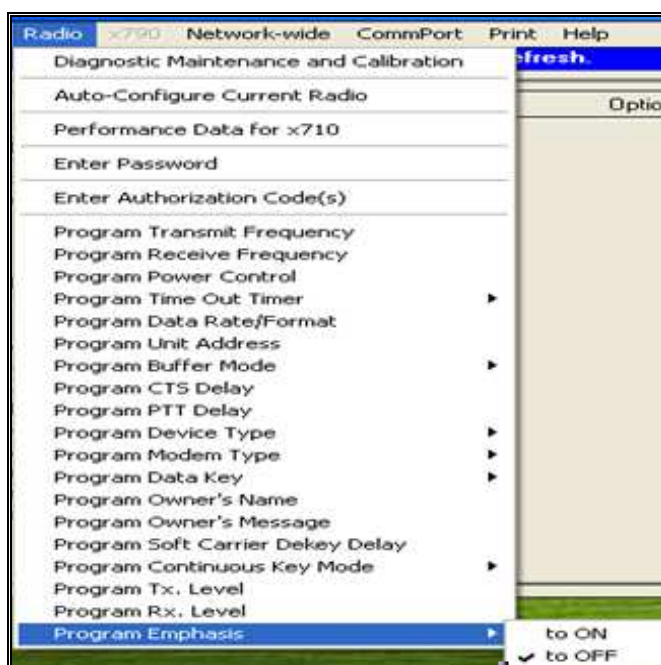 Radio x790 Network-wide CommPort Print Help
efresh.
Diagnostic Maintenance and Calibration
Optio
Auto-Configure Current Radio
Performance Data for x710
Enter Password
Enter Authorization Code(s)
Program Transmit Frequency
Program Receive Frequency
Program Power Control
Program Time Out Timer
Program Data Rate/Format
Program Unit Address
Program Buffer Mode
Program CTS Delay
Program PTT Delay
Program Device Type
Program Modem Type
Program Data Key
Program Owner's Name
Program Owner's Message
Program Soft Carrier Dekey Delay
Program Continuous Key Mode
Program Tx. Level
Program Rx. Level
Program Emphasis
to ON
to OFF